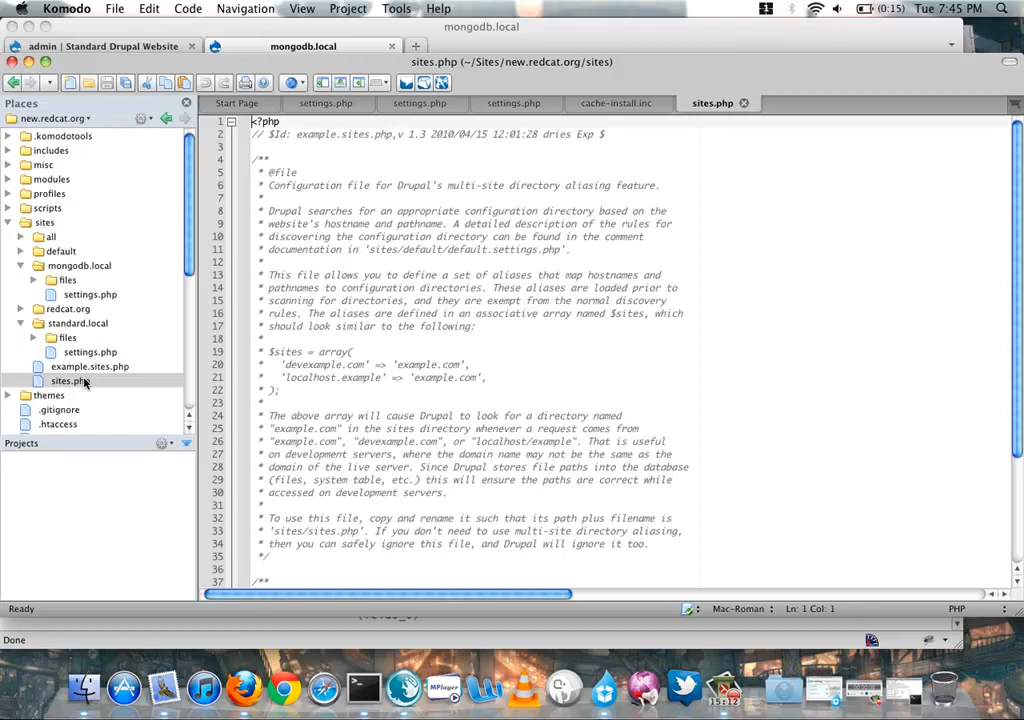 Komodo File Edit Code Navigation View Project Tools Help (0:15) Tue 7:45 PM
mongodb.local
admin | Standard Drupal Website mongodb.local
sites.php (~/Sites/new.redcat.org/sites)
Places
Start Page settings.php settings.php settings.php cache-install.inc sites.php
new.redcat.org
.komodotools
includes
misc
modules
profiles
scripts
sites
all
default
mongodb.local
files
settings.php
redcat.org
standard.local
files
settings.php
example.sites.php
sites.php
themes
.gitignore
.htaccess
Projects
1 <?php
2 // $Id: example.sites.php,v 1.3 2010/04/15 12:01:28 dries Exp $
3
4 /**
5 * @file
6 * Configuration file for Drupal's multi-site directory aliasing feature.
7 *
8 * Drupal searches for an appropriate configuration directory based on the
9 * website's hostname and pathname. A detailed description of the rules for
10 * discovering the configuration directory can be found in the comment
11 * documentation in 'sites/default/default.settings.php'.
12 *
13 * This file allows you to define a set of aliases that map hostnames and
14 * pathnames to configuration directories. These aliases are loaded prior to
15 * scanning for directories, and they are exempt from the normal discovery
16 * rules. The aliases are defined in an associative array named $sites, which
17 * should look similar to the following:
18 *
19 * $sites = array(
20 * 'devexample.com' => 'example.com',
21 * 'localhost.example' => 'example.com',
22 * );
23 *
24 * The above array will cause Drupal to look for a directory named
25 * "example.com" in the sites directory whenever a request comes from
26 * "example.com", "devexample.com", or "localhost/example". That is useful
27 * on development servers, where the domain name may not be the same as the
28 * domain of the live server. Since Drupal stores file paths into the database
29 * (files, system table, etc.) this will ensure the paths are correct while
30 * accessed on development servers.
31 *
32 * To use this file, copy and rename it such that its path plus filename is
33 * 'sites/sites.php'. If you don't need to use multi-site directory aliasing,
34 * then you can safely ignore this file, and Drupal will ignore it too.
35 */
36
37 /**
Ready Mac-Roman Ln: 1 Col: 1 PHP
Done
MPlayer
15:12